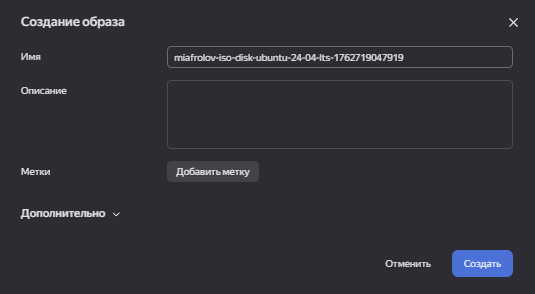 Создание образа
Имя
miafrolov-iso-disk-ubuntu-24-04-lts-1762719047919
Описание
Метки
Добавить метку
Дополнительно
Отменить
Создать